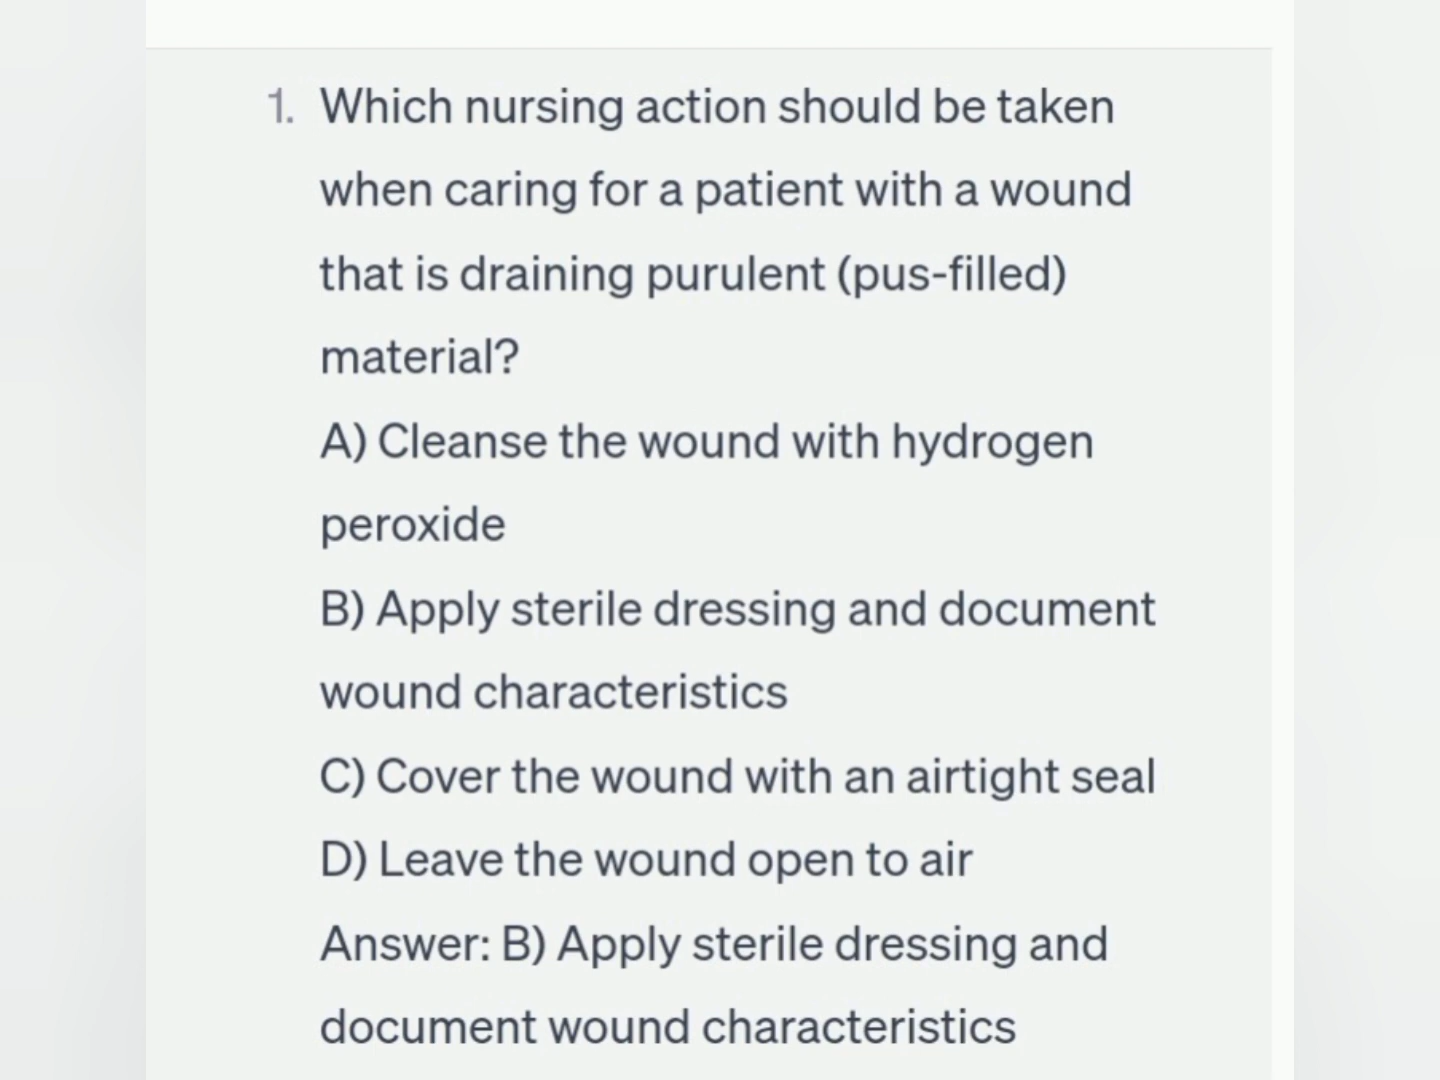 1. Which nursing action should be taken
when caring for a patient with a wound
that is draining purulent (pus-filled)
material?
A) Cleanse the wound with hydrogen
peroxide
B) Apply sterile dressing and document
wound characteristics
C) Cover the wound with an airtight seal
D) Leave the wound open to air
Answer: B) Apply sterile dressing and
document wound characteristics